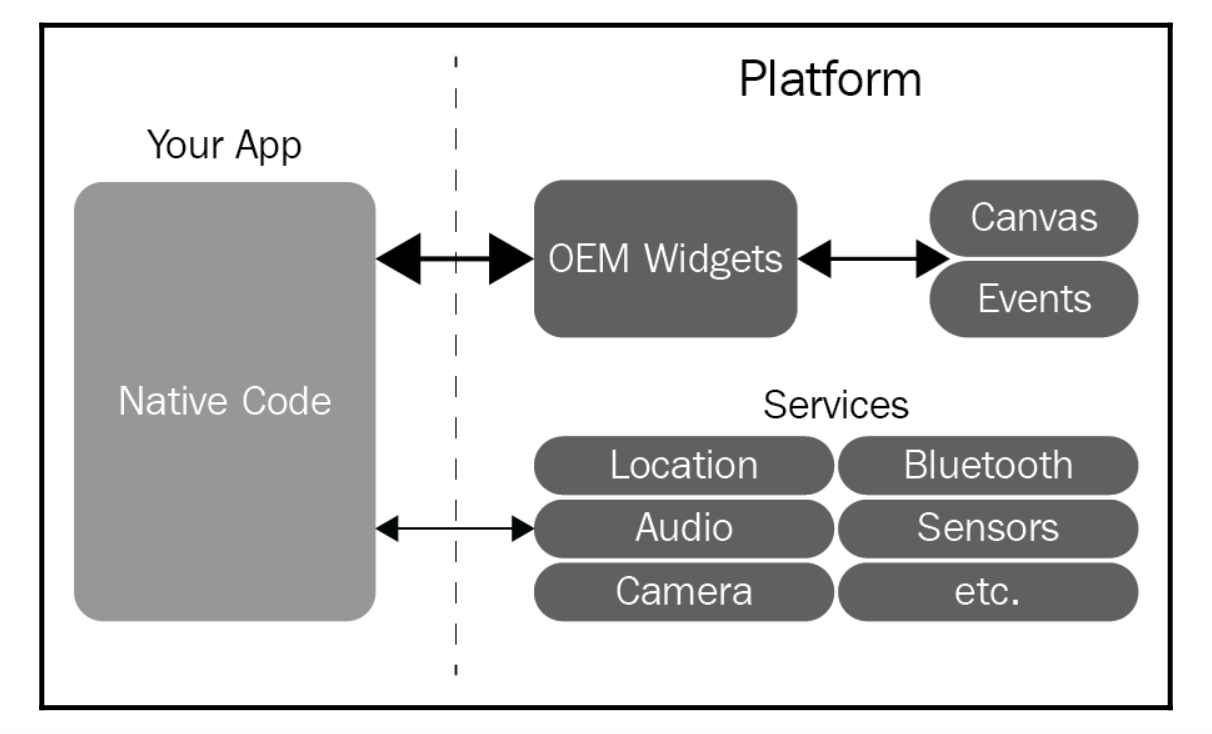 Platform
Your App
Native Code
OEM Widgets
Canvas
Events
Services
Location
Bluetooth
Audio
Sensors
Camera
etc.